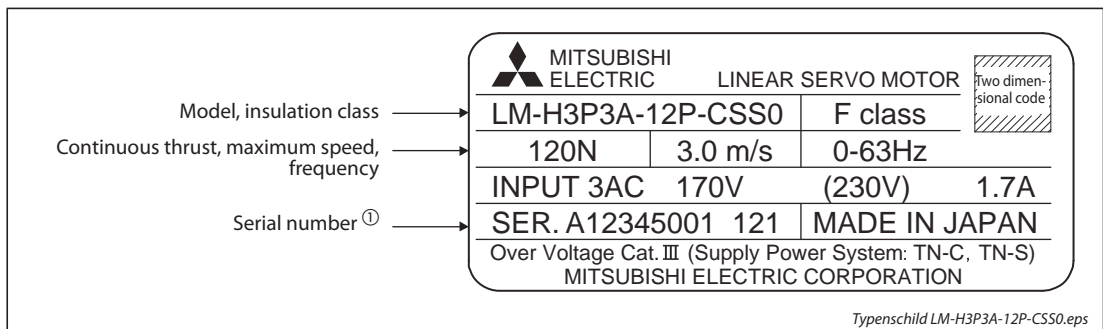 MITSUBISHI
ELECTRIC LINEAR SERVO MOTOR
Two dimen-
sional code
Model, insulation class
LM-H3P3A-12P-CSS0 F class
Continuous thrust, maximum speed,
frequency
120N 3.0 m/s 0-63Hz
INPUT 3AC 170V (230V) 1.7A
Serial number ①
SER. A12345001 121 MADE IN JAPAN
Over Voltage Cat. Ⅲ (Supply Power System: TN-C, TN-S)
MITSUBISHI ELECTRIC CORPORATION
Typenschild LM-H3P3A-12P-CSS0.eps